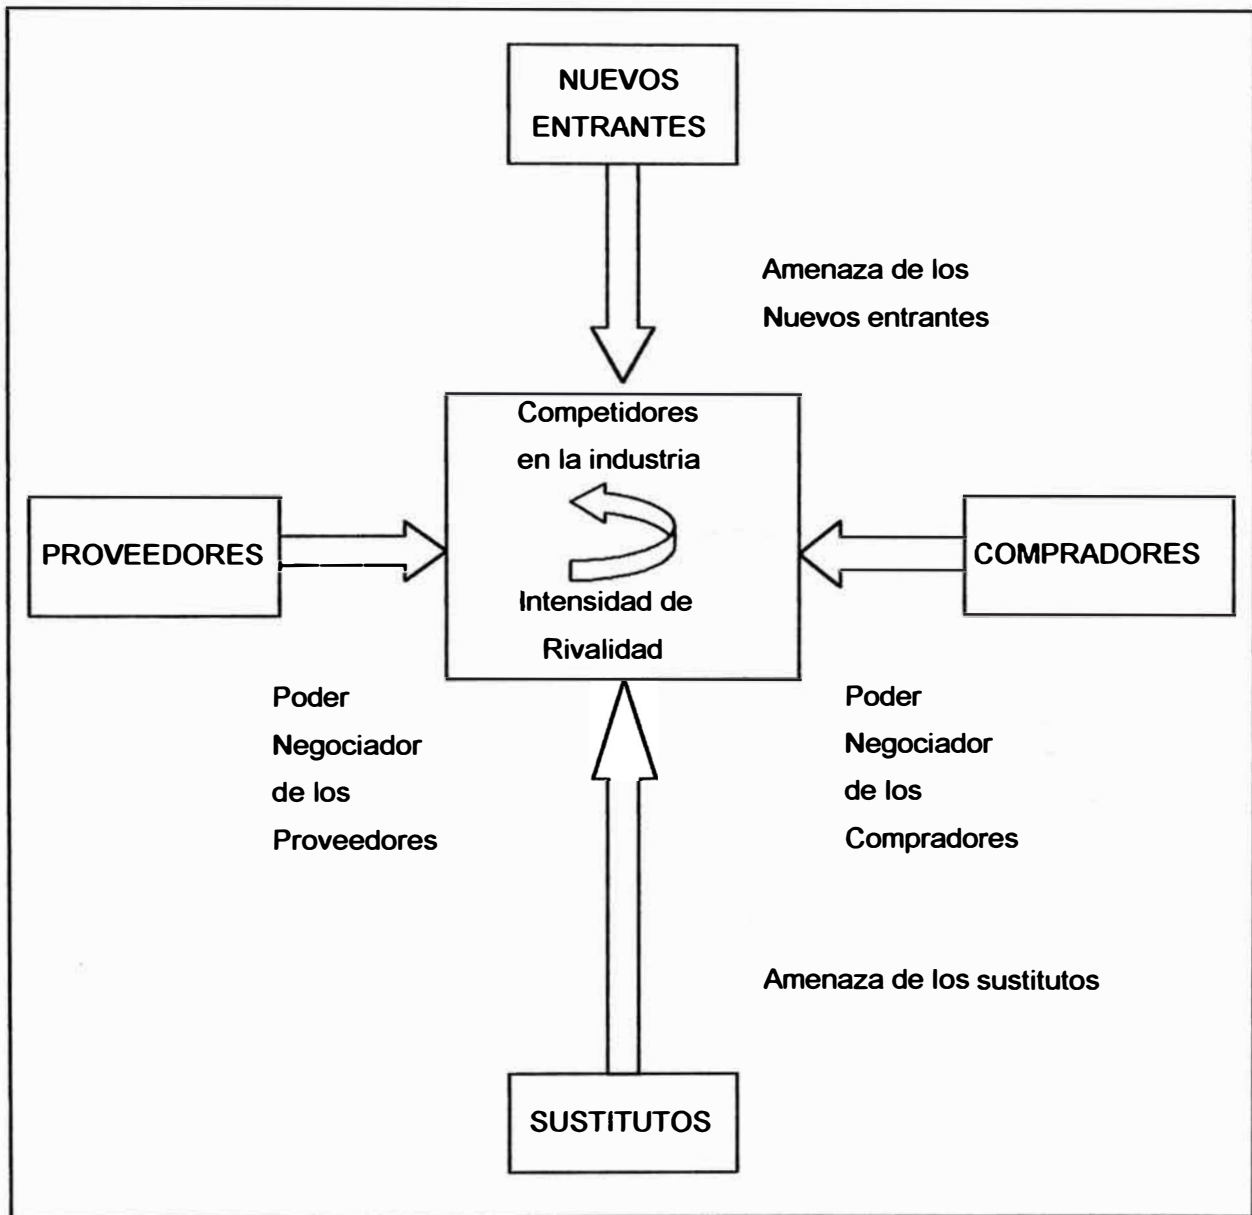 NUEVOS
ENTRANTES
Amenaza de los
Nuevos entrantes
Competidores
en la industria
PROVEEDORES
COMPRADORES
Intensidad de
Rivalidad
Poder
Negociador
de los
Proveedores
Poder
Negociador
de los
Compradores
Amenaza de los sustitutos
SUSTITUTOS